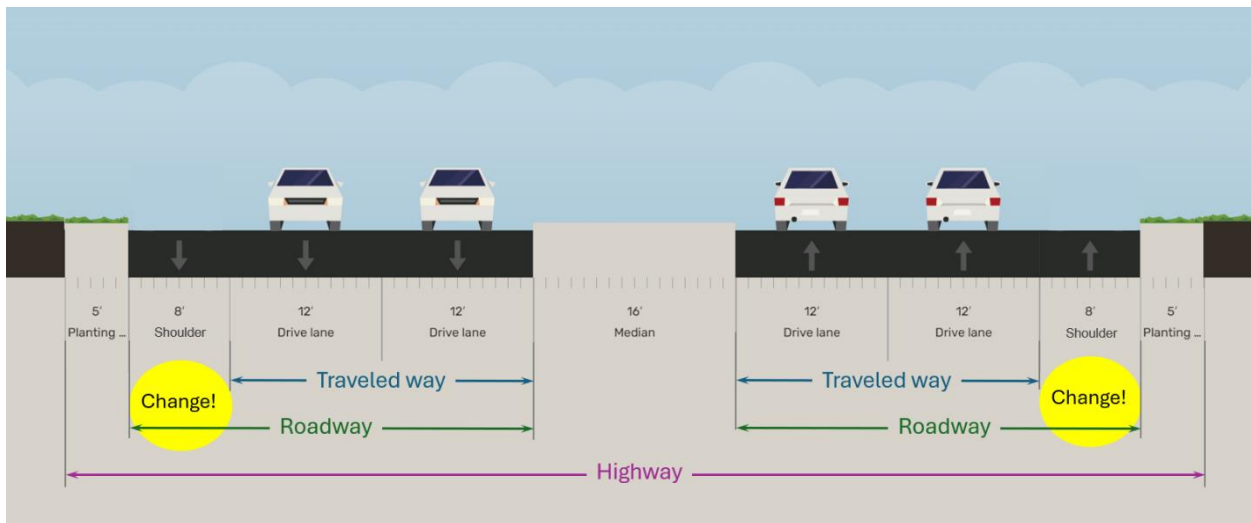 5' 8' 12' 12' 16' 12' 12' 8' 5'
Planting ... Shoulder Drive lane Drive lane Median Drive lane Drive lane Shoulder Planting ...
Change! Traveled way Traveled way Change!
Roadway Roadway
Highway